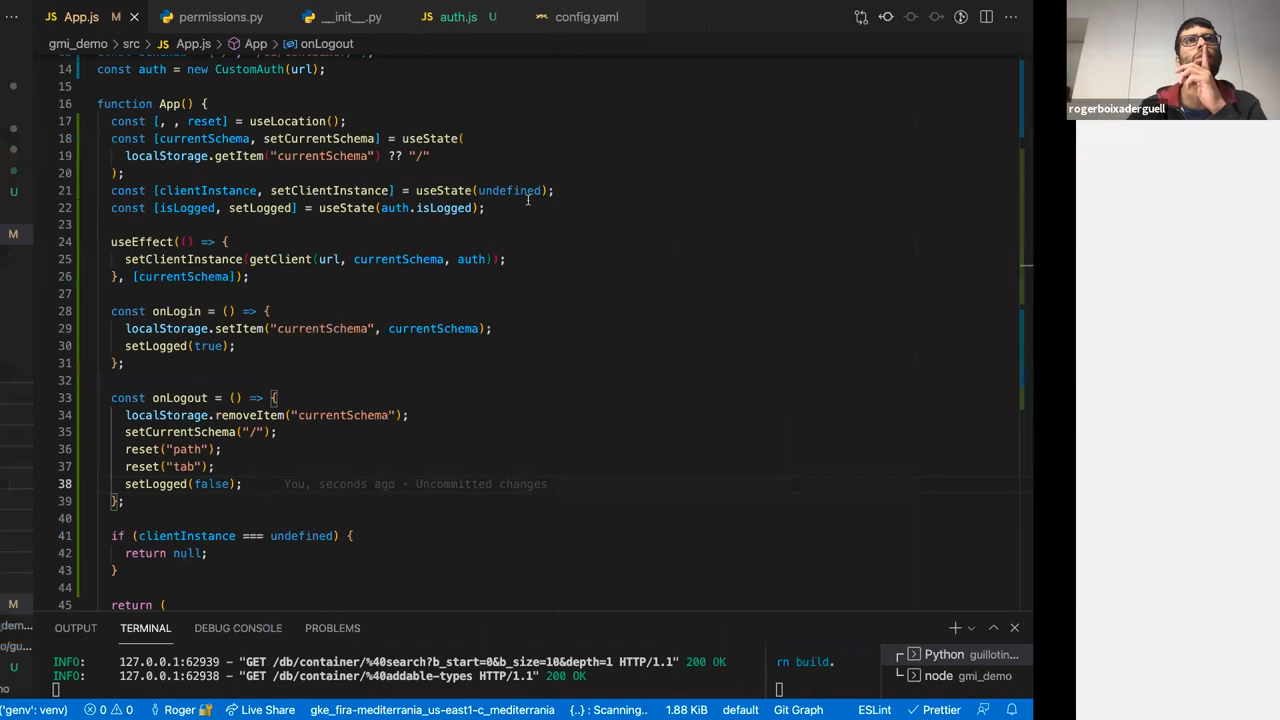 App.js M
permissions.py
__init__.py
auth.js U
config.yaml
gmi_demo > src > App.js > App > onLogout
14 const auth = new CustomAuth(url);
15
16 function App() {
17 const [, , reset] = useLocation();
18 const [currentSchema, setCurrentSchema] = useState(
19 localStorage.getItem("currentSchema") ?? "/"
20 );
21 const [clientInstance, setClientInstance] = useState(undefined);
22 const [isLogged, setLogged] = useState(auth.isLogged);
23
24 useEffect(() => {
25 setClientInstance(getClient(url, currentSchema, auth));
26 }, [currentSchema]);
27
28 const onLogin = () => {
29 localStorage.setItem("currentSchema", currentSchema);
30 setLogged(true);
31 };
32
33 const onLogout = () => {
34 localStorage.removeItem("currentSchema");
35 setCurrentSchema("/");
36 reset("path");
37 reset("tab");
38 setLogged(false); You, seconds ago • Uncommitted changes
39 };
40
41 if (clientInstance === undefined) {
42 return null;
43 }
44
45 return (
U
M
_dem...
o/gu...
U
no
OUTPUT TERMINAL DEBUG CONSOLE PROBLEMS
INFO: 127.0.0.1:62939 - "GET /db/container/%40search?b_start=0&b_size=10&depth=1 HTTP/1.1" 200 OK
INFO: 127.0.0.1:62938 - "GET /db/container/%40addable-types HTTP/1.1" 200 OK
rn build.
Python guillotin...
node gmi_demo
('genv': venv) 0 0 Roger Live Share gke_fira-mediterrania_us-east1-c_mediterrania {..} : Scanning.. 1.88 KiB default Git Graph ESLint Prettier
rogerboixaderguell